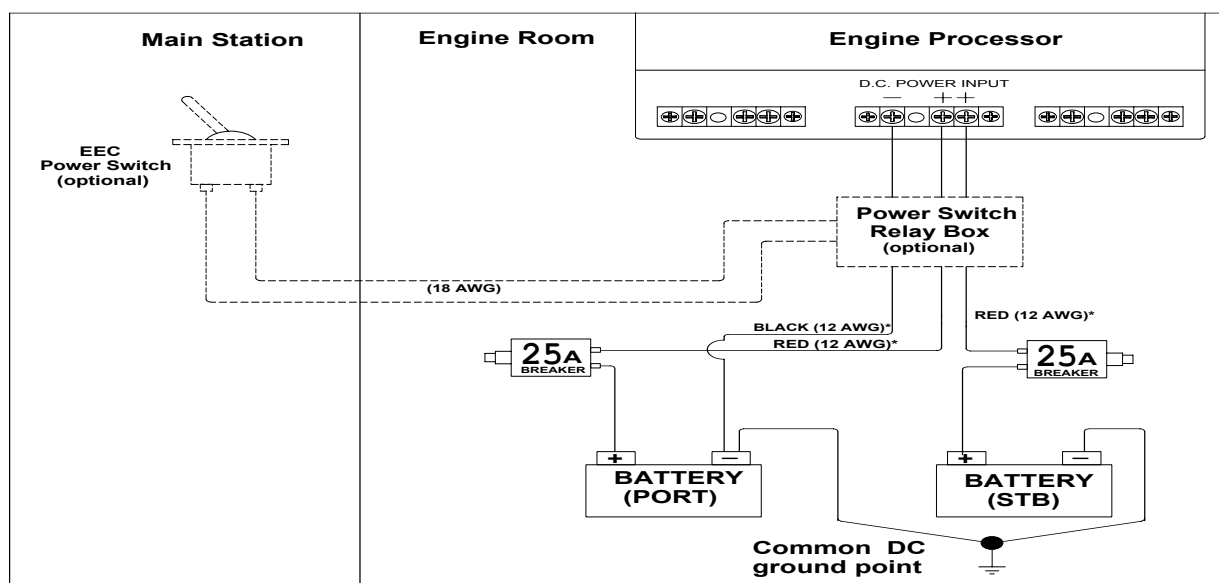 Main Station
Engine Room
Engine Processor
D.C. POWER INPUT
— + +
EEC
Power Switch
(optional)
Power Switch
Relay Box
(optional)
(18 AWG)
BLACK (12 AWG)*
RED (12 AWG)*
RED (12 AWG)*
25A
BREAKER
25A
BREAKER
+ —
BATTERY
(PORT)
+ —
BATTERY
(STB)
Common DC
ground point